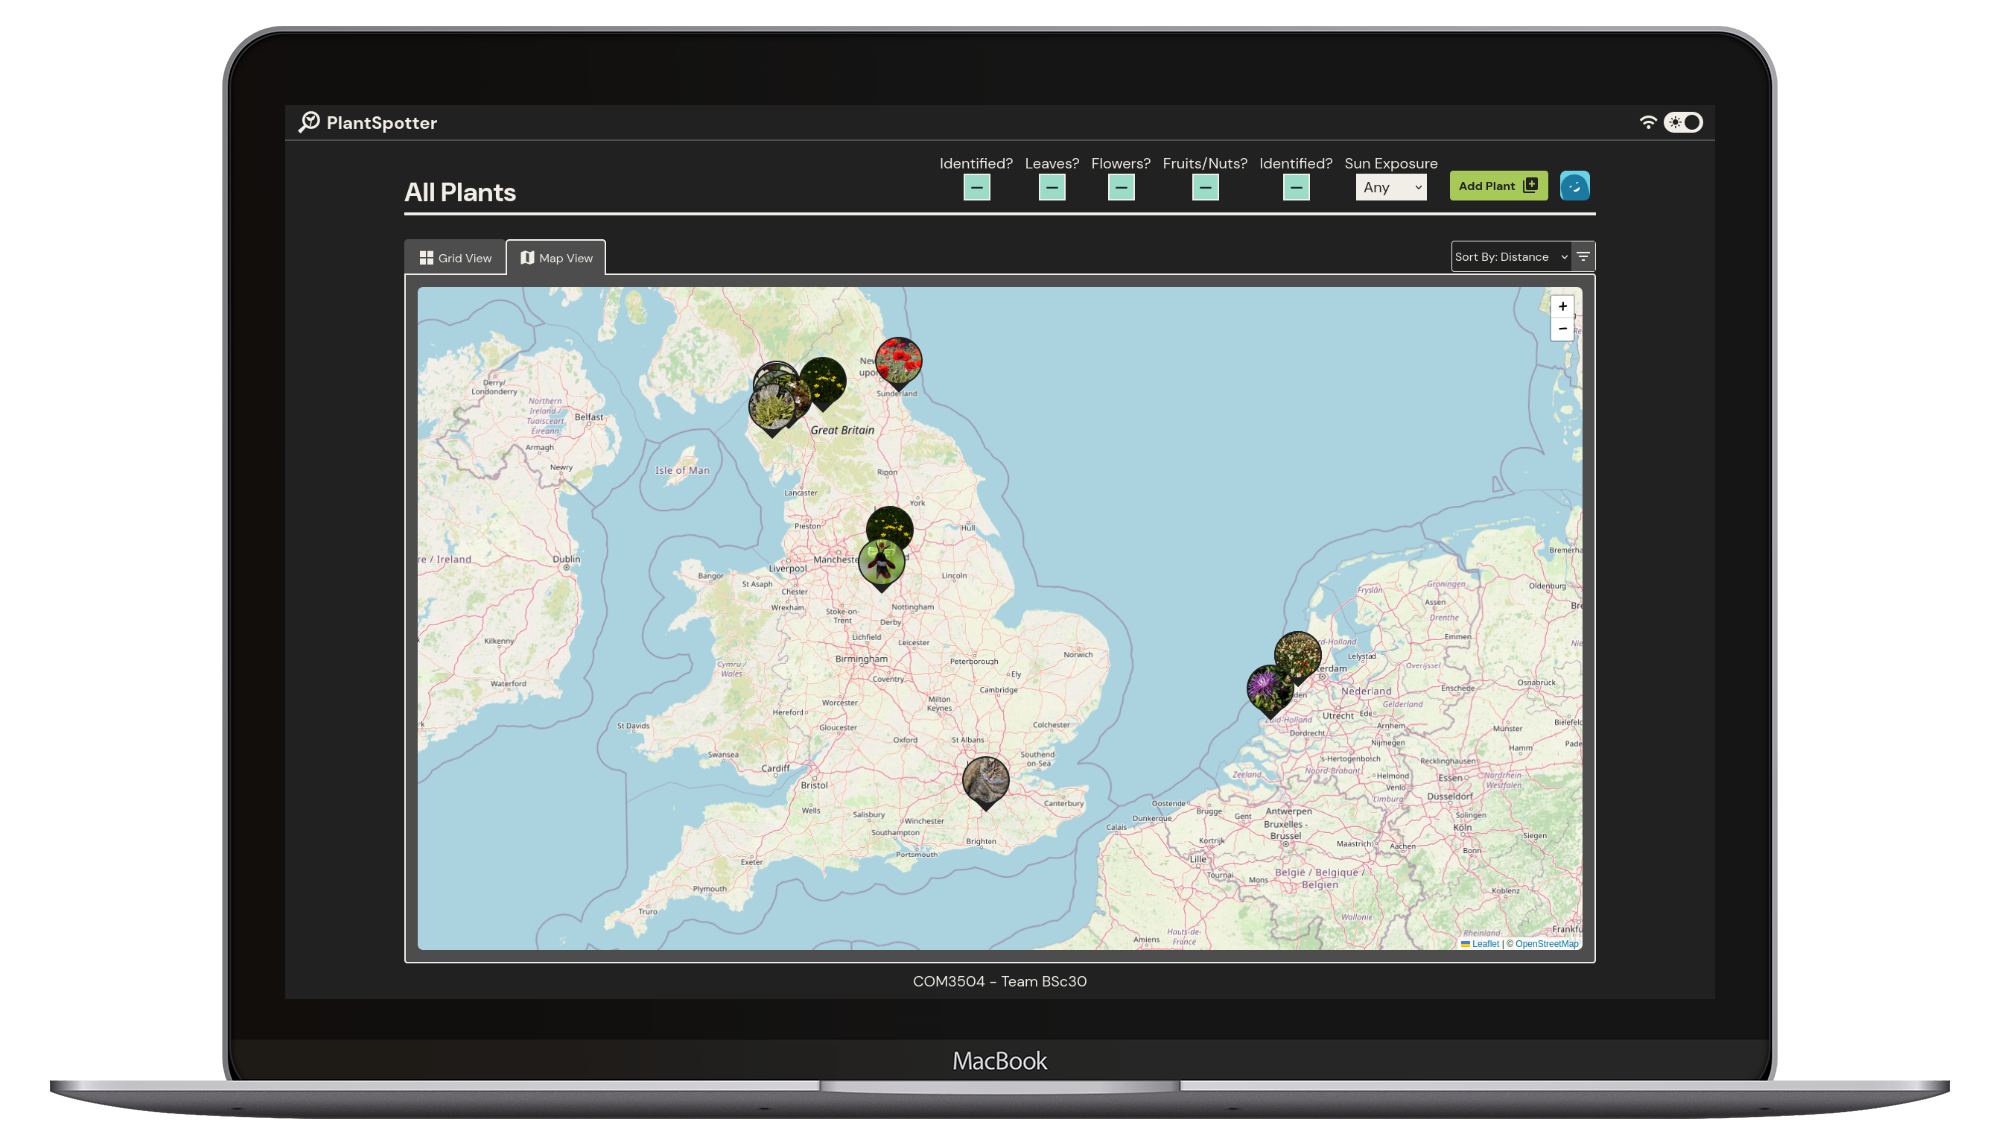 PlantSpotter
Identified? Leaves? Flowers? Fruits/Nuts? Identified? Sun Exposure
All Plants
Any
Add Plant
Grid View
Map View
Sort By: Distance
+
−
Derry/
Londonderry
Northern
Ireland /
Tuaisceart
Éireann
Belfast
Armagh
Newry
Isle of Man
Sunderland
Great Britain
Ripon
Lancaster
York
Preston
Hull
re / Ireland
Dublin
Liverpool
Bangor
St Asaph
Chester
Lincoln
Wrexham
Stoke-on-
Trent
Nottingham
Derby
Kilkenny
Lichfield
Leicester
Birmingham
Peterborough
Norwich
Cymru /
Wales
Coventry
Ely
Cambridge
Waterford
Worcester
Milton
Keynes
Hereford
St Davids
Gloucester
Colchester
Oxford
St Albans
Swansea
Southend
on-Sea
Cardiff
Bristol
Canterbury
Wells
Salisbury
Winchester
Southampton
Brighton
Portsmouth
Exeter
Plymouth
Truro
Bremerha
Groningen
Oldenburg
Fryslân
Assen
Drenthe
Emmen
Lelystad
Overijssel
Nederland
Enschede
Osnabrück
Gelderland
Utrecht
Ede
Arnhem
Bielefeld
Dordrecht
Nijmegen
Münster
Hamm
Pade
's-Hertogenbosch
Recklinghausen
Zeeland
Noord-Brabant
Helmond
Essen
Nordrhein-
Westfalen
Venlo
Limburg
Düsseldorf
Oostende
Brugge
Gent
Antwerpen
Solingen
Dunkerque
Calais
Bruxelles -
Brussel
Köln
Siegen
Kortrijk
Maastricht
Aachen
Bonn
Lille
Tournai
Mons
België / Belgique /
Belgien
Koblenz
Wallonie
Amiens
Hauts-de-
France
Rheinland-
Frankfu
Leaflet | © OpenStreetMap
COM3504 - Team BSc30
MacBook